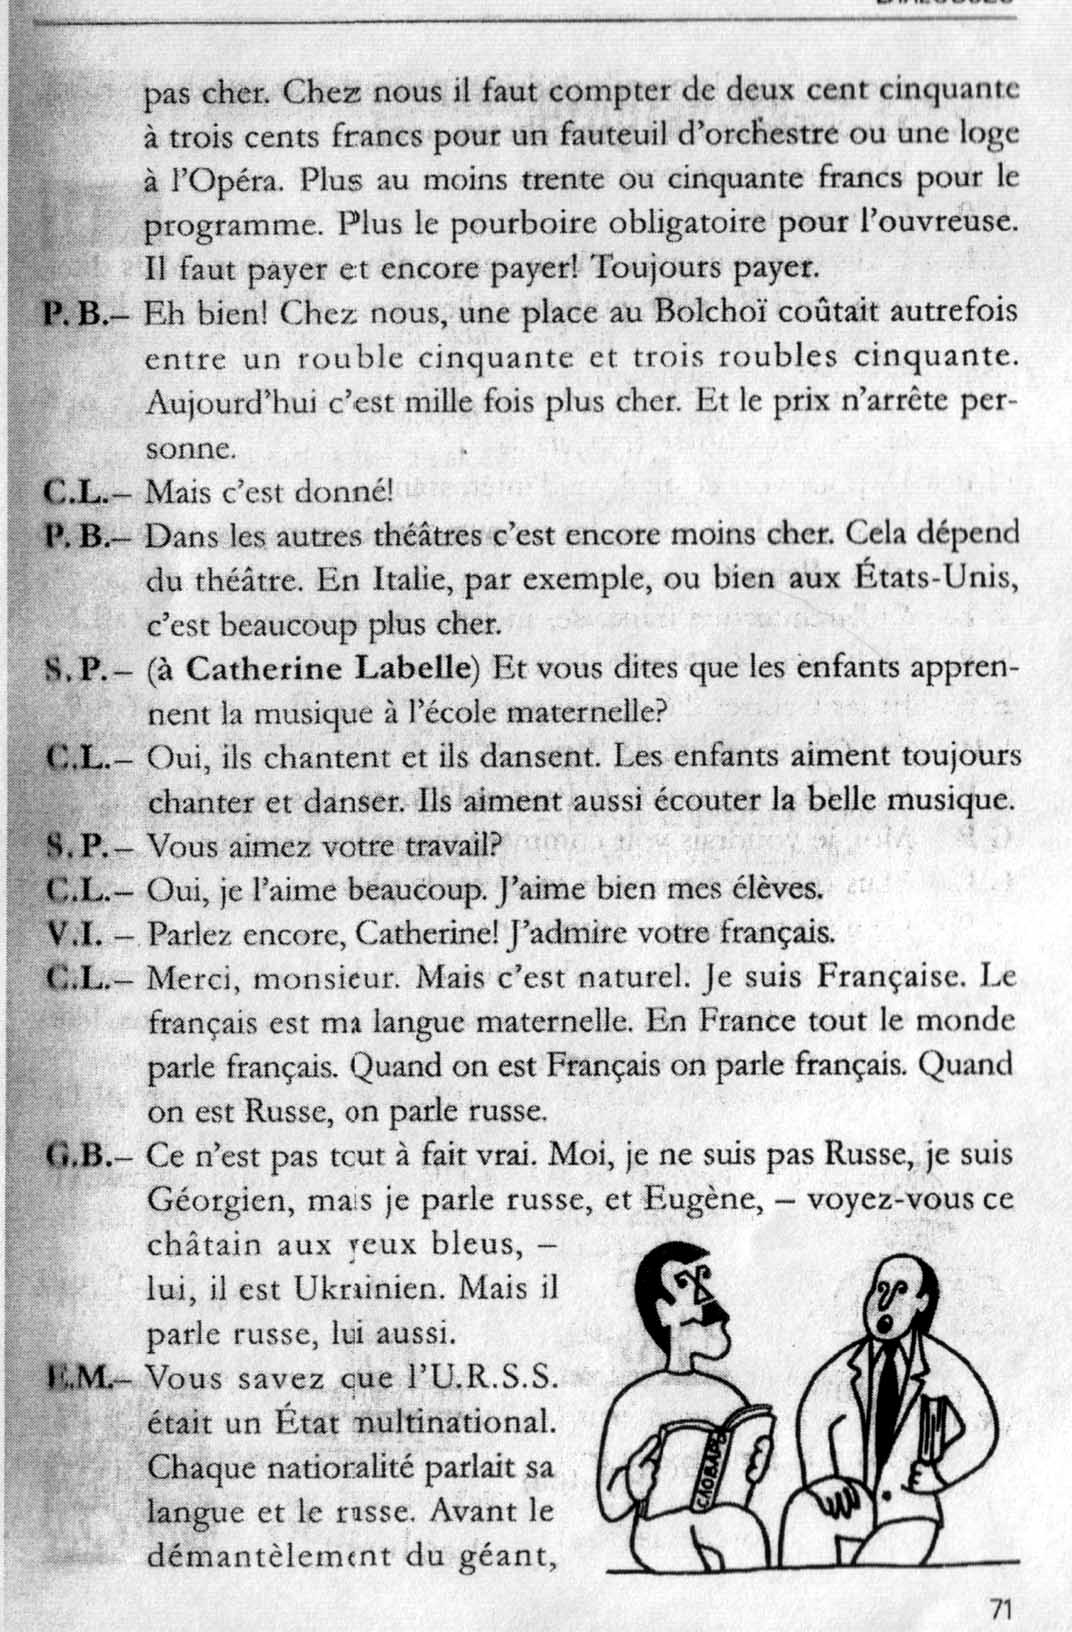 DIALOGUES
pas cher. Chez nous il faut compter de deux cent cinquante
à trois cents francs pour un fauteuil d'orchestre ou une loge
à l'Opéra. Plus au moins trente ou cinquante francs pour le
programme. Plus le pourboire obligatoire pour l'ouvreuse.
Il faut payer et encore payer! Toujours payer.
P. B.– Eh bien! Chez nous, une place au Bolchoï coûtait autrefois
entre un rouble cinquante et trois roubles cinquante.
Aujourd'hui c'est mille fois plus cher. Et le prix n'arrête per-
sonne.
C.L.– Mais c'est donné!
P. B.– Dans les autres théâtres c'est encore moins cher. Cela dépend
du théâtre. En Italie, par exemple, ou bien aux États-Unis,
c'est beaucoup plus cher.
S.P.– (à Catherine Labelle) Et vous dites que les enfants appren-
nent la musique à l'école maternelle?
C.L.– Oui, ils chantent et ils dansent. Les enfants aiment toujours
chanter et danser. Ils aiment aussi écouter la belle musique.
S.P.– Vous aimez votre travail?
C.L.– Oui, je l'aime beaucoup. J'aime bien mes élèves.
V.I. – Parlez encore, Catherine! J'admire votre français.
C.L.– Merci, monsieur. Mais c'est naturel. Je suis Française. Le
français est ma langue maternelle. En France tout le monde
parle français. Quand on est Français on parle français. Quand
on est Russe, on parle russe.
G.B.– Ce n'est pas tout à fait vrai. Moi, je ne suis pas Russe, je suis
Géorgien, mais je parle russe, et Eugène, – voyez-vous ce
châtain aux yeux bleus, –
lui, il est Ukrainien. Mais il
parle russe, lui aussi.
E.M.– Vous savez que l'U.R.S.S.
était un État multinational.
Chaque nationalité parlait sa
langue et le russe. Avant le
démantèlement du géant,
СЛОВАРЬ
71